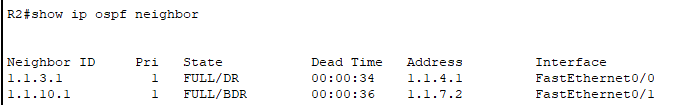 R2#show ip ospf neighbor
Neighbor ID Pri State Dead Time Address Interface
1.1.3.1 1 FULL/DR 00:00:34 1.1.4.1 FastEthernet0/0
1.1.10.1 1 FULL/BDR 00:00:36 1.1.7.2 FastEthernet0/1